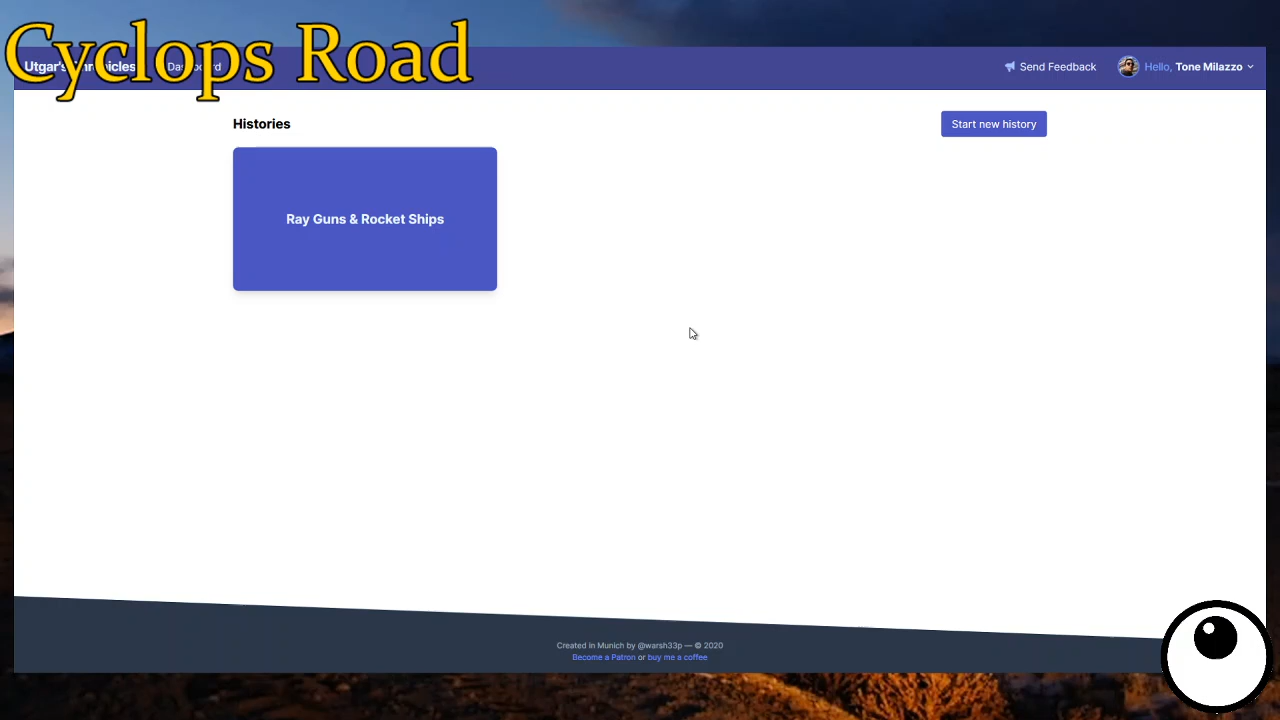 Cyclops Road
Send Feedback
Hello, Tone Milazzo
Histories
Start new history
Ray Guns & Rocket Ships
Created in Munich by @warsh33p — © 2020
Become a Patron or buy me a coffee